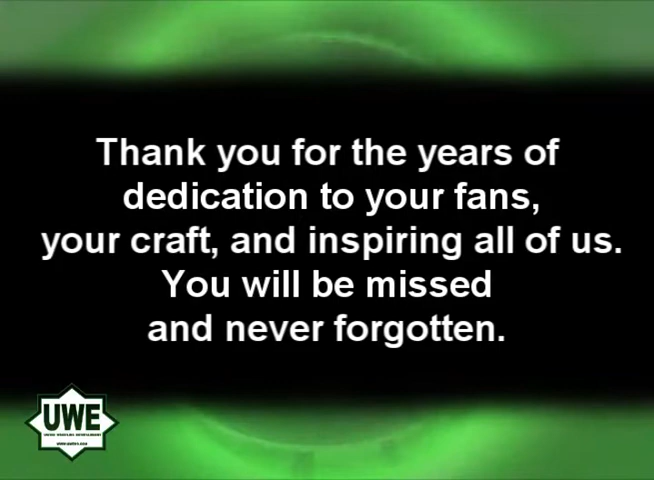 Thank you for the years of
dedication to your fans,
your craft, and inspiring all of us.
You will be missed
and never forgotten.
UWE